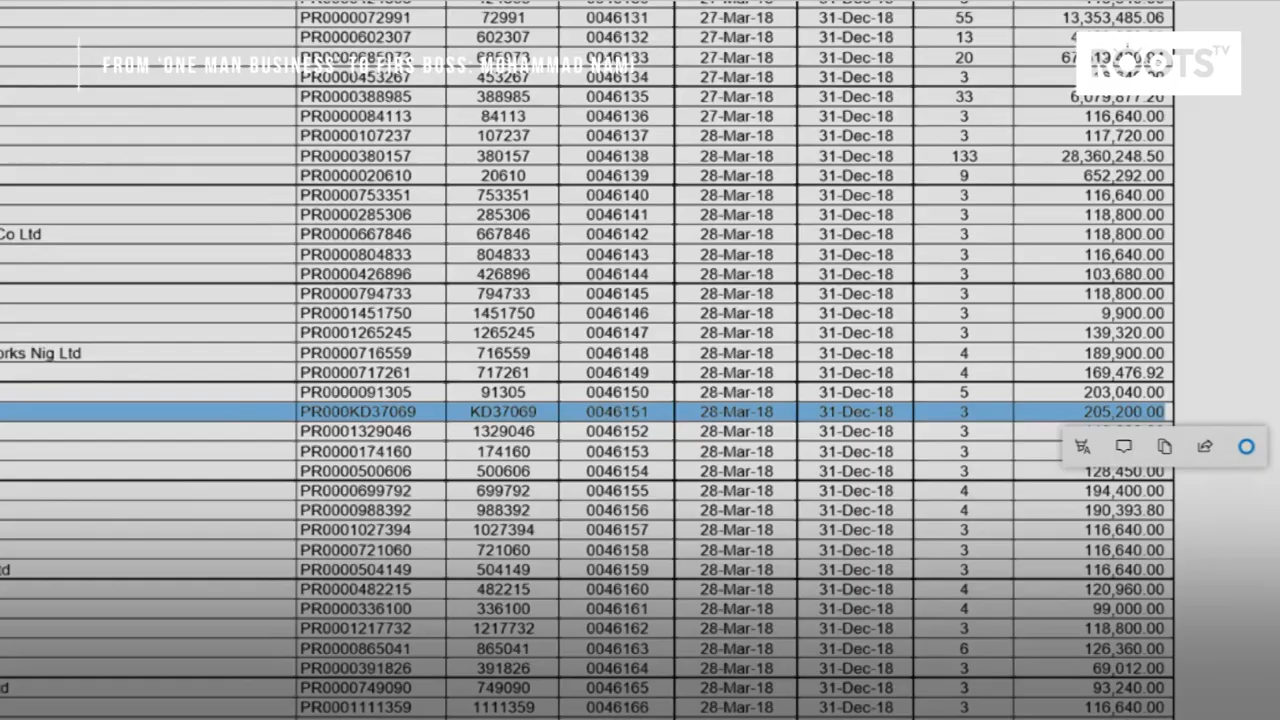 PR0000072991 72991 0046131 27-Mar-18 31-Dec-18 55 13,353,485.06
PR0000602307 602307 0046132 27-Mar-18 31-Dec-18 13
0046133 27-Mar-18 31-Dec-18 20
PR0000453267 453267 0046134 27-Mar-18 31-Dec-18 3
FROM 'ONE MAN BUSINESS' TO FIRS BOSS: MUHAMMAD NAMI
ROOTS TV
PR0000388985 388985 0046135 27-Mar-18 31-Dec-18 33 6,079,877.20
PR0000084113 84113 0046136 27-Mar-18 31-Dec-18 3 116,640.00
PR0000107237 107237 0046137 28-Mar-18 31-Dec-18 3 117,720.00
PR0000380157 380157 0046138 28-Mar-18 31-Dec-18 133 28,360,248.50
PR0000020610 20610 0046139 28-Mar-18 31-Dec-18 9 652,292.00
PR0000753351 753351 0046140 28-Mar-18 31-Dec-18 3 116,640.00
PR0000285306 285306 0046141 28-Mar-18 31-Dec-18 3 118,800.00
Co Ltd PR0000667846 667846 0046142 28-Mar-18 31-Dec-18 3 118,800.00
PR0000804833 804833 0046143 28-Mar-18 31-Dec-18 3 116,640.00
PR0000426896 426896 0046144 28-Mar-18 31-Dec-18 3 103,680.00
PR0000794733 794733 0046145 28-Mar-18 31-Dec-18 3 118,800.00
PR0001451750 1451750 0046146 28-Mar-18 31-Dec-18 3 9,900.00
PR0001265245 1265245 0046147 28-Mar-18 31-Dec-18 3 139,320.00
orks Nig Ltd PR0000716559 716559 0046148 28-Mar-18 31-Dec-18 4 189,900.00
PR0000717261 717261 0046149 28-Mar-18 31-Dec-18 4 169,476.92
PR0000091305 91305 0046150 28-Mar-18 31-Dec-18 5 203,040.00
PR000KD37069 KD37069 0046151 28-Mar-18 31-Dec-18 3 205,200.00
PR0001329046 1329046 0046152 28-Mar-18 31-Dec-18 3
PR0000174160 174160 0046153 28-Mar-18 31-Dec-18 3
PR0000500606 500606 0046154 28-Mar-18 31-Dec-18 3 128,450.00
PR0000699792 699792 0046155 28-Mar-18 31-Dec-18 4 194,400.00
PR0000988392 988392 0046156 28-Mar-18 31-Dec-18 4 190,393.80
PR0001027394 1027394 0046157 28-Mar-18 31-Dec-18 3 116,640.00
PR0000721060 721060 0046158 28-Mar-18 31-Dec-18 3 116,640.00
td PR0000504149 504149 0046159 28-Mar-18 31-Dec-18 3 116,640.00
PR0000482215 482215 0046160 28-Mar-18 31-Dec-18 4 120,960.00
PR0000336100 336100 0046161 28-Mar-18 31-Dec-18 4 99,000.00
PR0001217732 1217732 0046162 28-Mar-18 31-Dec-18 3 118,800.00
PR0000865041 865041 0046163 28-Mar-18 31-Dec-18 6 126,360.00
PR0000391826 391826 0046164 28-Mar-18 31-Dec-18 3 69,012.00
d PR0000749090 749090 0046165 28-Mar-18 31-Dec-18 3 93,240.00
PR0001111359 1111359 0046166 28-Mar-18 31-Dec-18 3 116,640.00